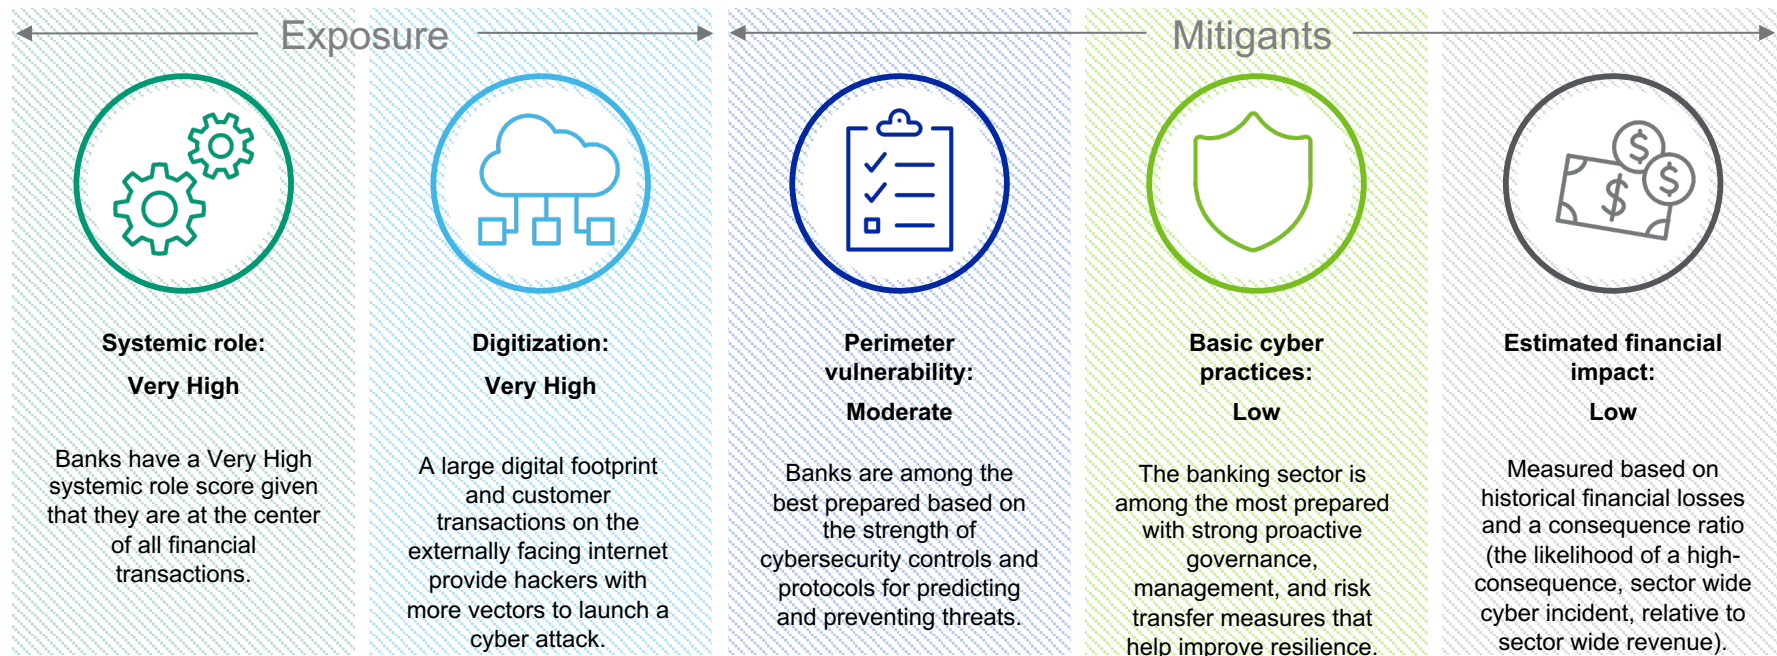 Exposure
Mitigants
Systemic role:
Very High
Banks have a Very High
systemic role score given
that they are at the center
of all financial
transactions.
Digitization:
Very High
A large digital footprint
and customer
transactions on the
externally facing internet
provide hackers with
more vectors to launch a
cyber attack.
Perimeter
vulnerability:
Moderate
Banks are among the
best prepared based on
the strength of
cybersecurity controls and
protocols for predicting
and preventing threats.
Basic cyber
practices:
Low
The banking sector is
among the most prepared
with strong proactive
governance,
management, and risk
transfer measures that
help improve resilience.
Estimated financial
impact:
Low
Measured based on
historical financial losses
and a consequence ratio
(the likelihood of a high-
consequence, sector wide
cyber incident, relative to
sector wide revenue).